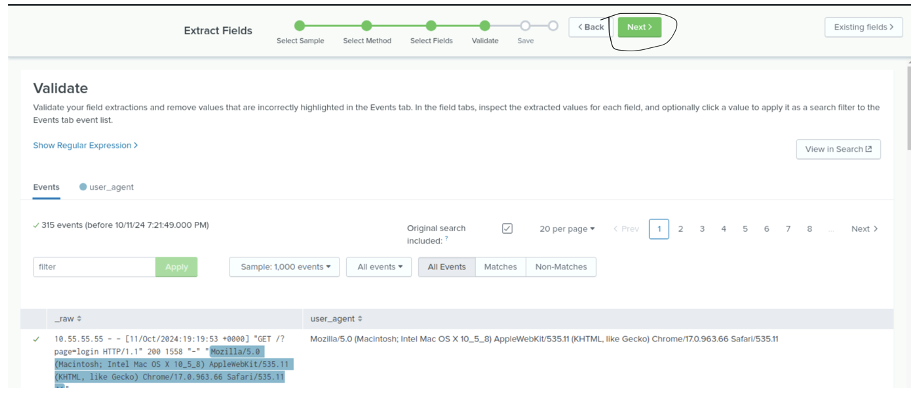 Extract Fields
Select Sample
Select Method
Select Fields
Validate
Save
< Back
Next >
Existing fields >
Validate
Validate your field extractions and remove values that are incorrectly highlighted in the Events tab. In the field tabs, inspect the extracted values for each field, and optionally click a value to apply it as a search filter to the
Events tab event list.
Show Regular Expression >
View in Search
Events
user_agent
✓ 315 events (before 10/11/24 7:21:49.000 PM)
Original search
included: ?
20 per page
< Prev 1 2 3 4 5 6 7 8 ... Next >
filter
Apply
Sample: 1,000 events
All events
All Events
Matches
Non-Matches
_raw
user_agent
10.55.55.55 - - [11/Oct/2024:19:19:53 +0000] "GET /?
page=login HTTP/1.1" 200 1558 "-" "Mozilla/5.0
(Macintosh; Intel Mac OS X 10_5_8) AppleWebKit/535.11
(KHTML, like Gecko) Chrome/17.0.963.66 Safari/535.11
Mozilla/5.0 (Macintosh; Intel Mac OS X 10_5_8) AppleWebKit/535.11 (KHTML, like Gecko) Chrome/17.0.963.66 Safari/535.11